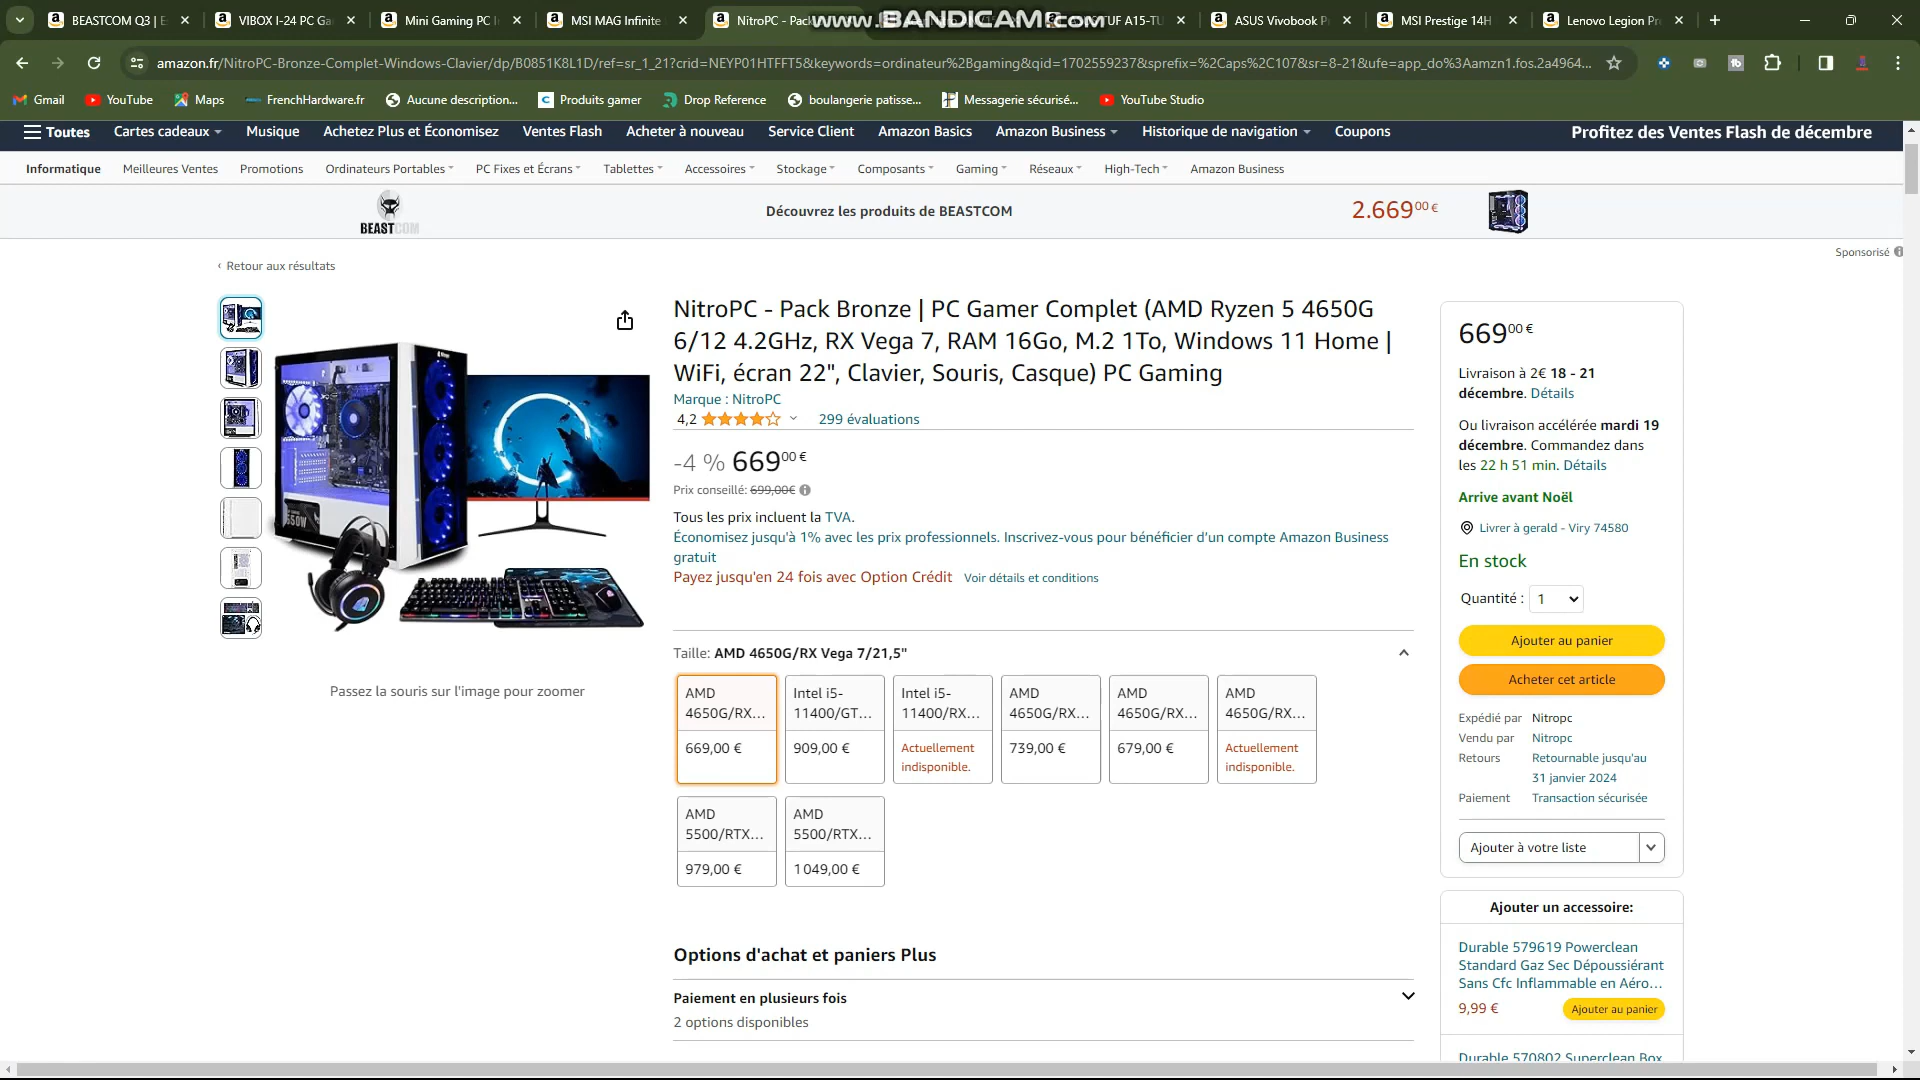 BEASTCOM Q3 | E
VIBOX I-24 PC Ga
Mini Gaming PC I
MSI MAG Infinite
NitroPC - Pack
www.BANDICAM.com
TUF A15-TU
ASUS Vivobook P
MSI Prestige 14H
Lenovo Legion Pr
amazon.fr/NitroPC-Bronze-Complet-Windows-Clavier/dp/B0851K8L1D/ref=sr_1_21?crid=NEYP01HTFFT5&keywords=ordinateur%2Bgaming&qid=1702559237&sprefix=%2Caps%2C107&sr=8-21&ufe=app_do%3Aamzn1.fos.2a4964...
Gmail
YouTube
Maps
FrenchHardware.fr
Aucune description...
Produits gamer
Drop Reference
boulangerie patisse...
Messagerie sécurisé...
YouTube Studio
Toutes
Cartes cadeaux
Musique
Achetez Plus et Économisez
Ventes Flash
Acheter à nouveau
Service Client
Amazon Basics
Amazon Business
Historique de navigation
Coupons
Profitez des Ventes Flash de décembre
Informatique
Meilleures Ventes
Promotions
Ordinateurs Portables
PC Fixes et Écrans
Tablettes
Accessoires
Stockage
Composants
Gaming
Réseaux
High-Tech
Amazon Business
BEASTCOM
Découvrez les produits de BEASTCOM
2.669,00 €
Sponsorisé
‹ Retour aux résultats
NitroPC - Pack Bronze | PC Gamer Complet (AMD Ryzen 5 4650G
6/12 4.2GHz, RX Vega 7, RAM 16Go, M.2 1To, Windows 11 Home |
WiFi, écran 22", Clavier, Souris, Casque) PC Gaming
Marque : NitroPC
4,2
299 évaluations
-4 % 66900 €
Prix conseillé: 699,00€
Tous les prix incluent la TVA.
Économisez jusqu'à 1% avec les prix professionnels. Inscrivez-vous pour bénéficier d’un compte Amazon Business
gratuit
Payez jusqu'en 24 fois avec Option Crédit Voir détails et conditions
550W
Passez la souris sur l'image pour zoomer
Taille: AMD 4650G/RX Vega 7/21,5"
AMD
4650G/RX...
669,00 €
Intel i5-
11400/GT...
909,00 €
Intel i5-
11400/RX...
Actuellement
indisponible.
AMD
4650G/RX...
739,00 €
AMD
4650G/RX...
679,00 €
AMD
4650G/RX...
Actuellement
indisponible.
AMD
5500/RTX...
979,00 €
AMD
5500/RTX...
1 049,00 €
Options d'achat et paniers Plus
Paiement en plusieurs fois
2 options disponibles
66900 €
Livraison à 2€ 18 - 21
décembre. Détails
Ou livraison accélérée mardi 19
décembre. Commandez dans
les 22 h 51 min. Détails
Arrive avant Noël
Livrer à gerald - Viry 74580
En stock
Quantité : 1
Ajouter au panier
Acheter cet article
Expédié par Nitropc
Vendu par Nitropc
Retours Retournable jusqu'au
31 janvier 2024
Paiement Transaction sécurisée
Ajouter à votre liste
Ajouter un accessoire:
Durable 579619 Powerclean
Standard Gaz Sec Dépoussiérant
Sans Cfc Inflammable en Aéro...
9,99 €
Ajouter au panier
Durable 570802 Superclean Box